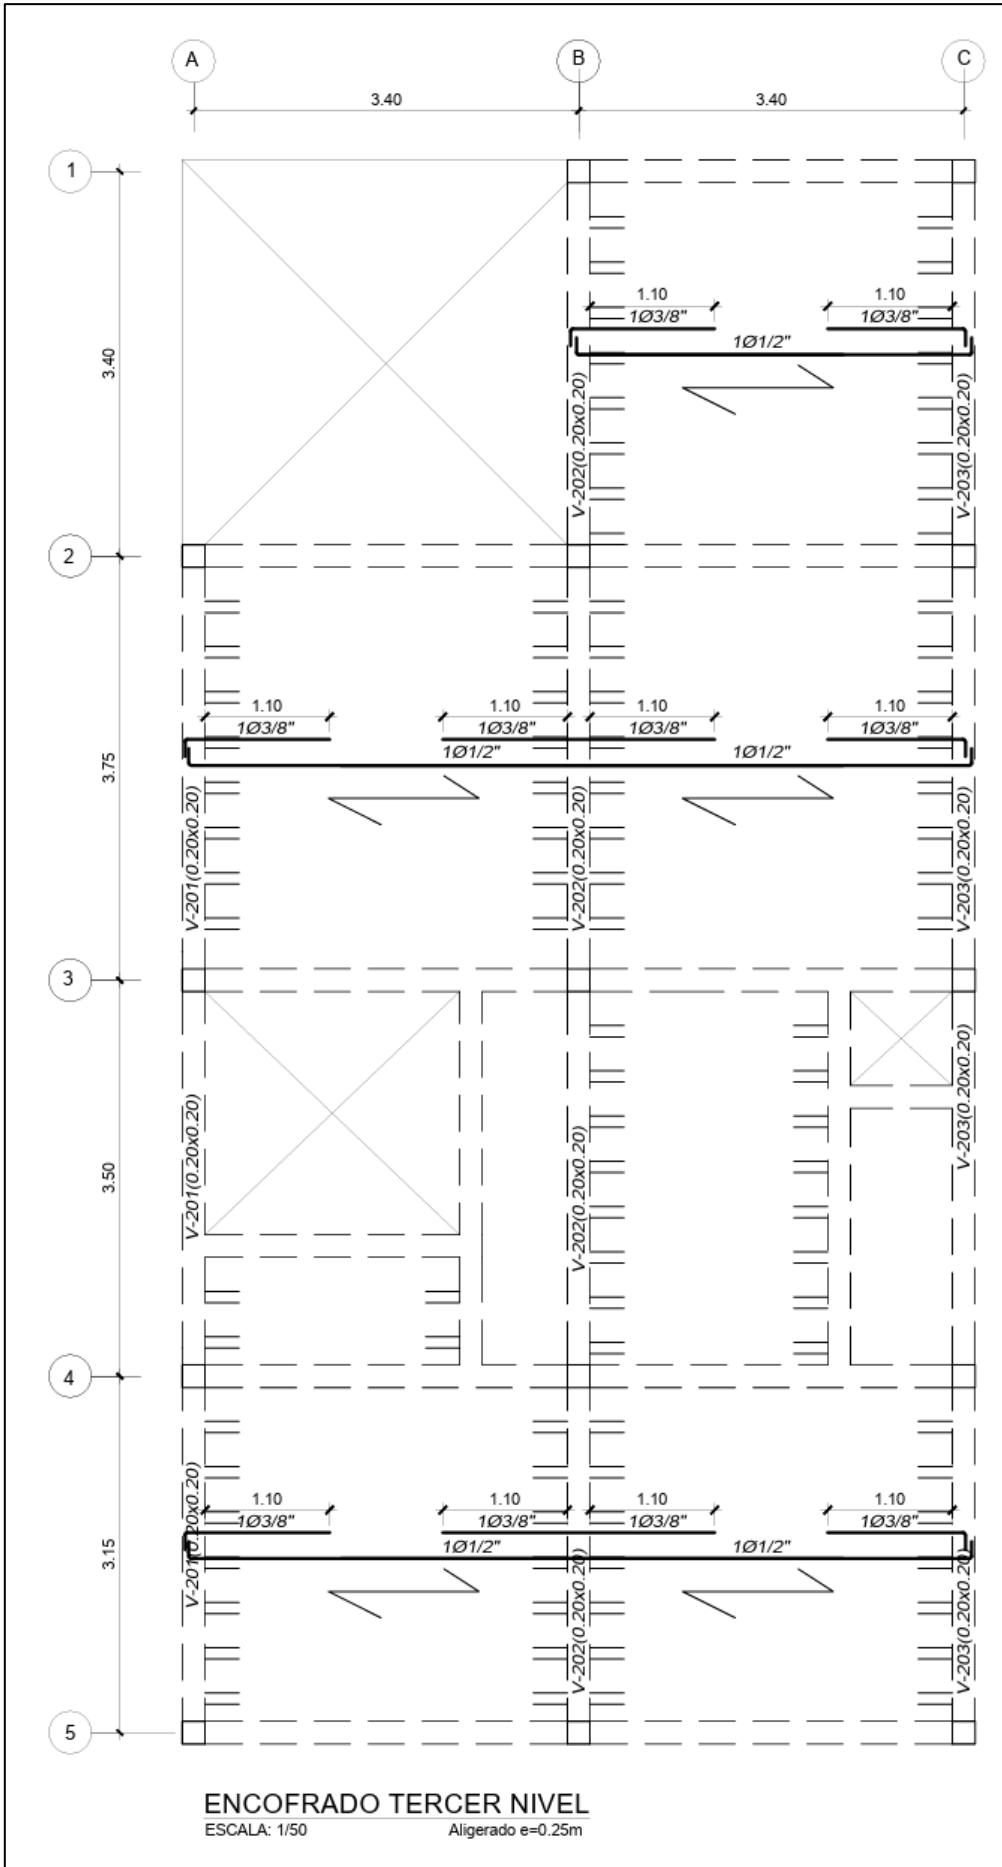 A
B
C
3.40
3.40
1
1.10
1.10
1Ø3/8"
1Ø3/8"
1Ø1/2"
3.40
V-202(0.20x0.20)
V-203(0.20x0.20)
2
1.10
1.10
1.10
1.10
1Ø3/8"
1Ø3/8"
1Ø3/8"
1Ø3/8"
1Ø1/2"
1Ø1/2"
3.75
V-201(0.20x0.20)
V-202(0.20x0.20)
V-203(0.20x0.20)
3
3.50
V-201(0.20x0.20)
V-202(0.20x0.20)
V-203(0.20x0.20)
4
1.10
1.10
1.10
1.10
1Ø3/8"
1Ø3/8"
1Ø3/8"
1Ø3/8"
1Ø1/2"
1Ø1/2"
3.15
V-201(0.20x0.20)
V-202(0.20x0.20)
V-203(0.20x0.20)
5
ENCOFRADO TERCER NIVEL
ESCALA: 1/50
Aligerado e=0.25m